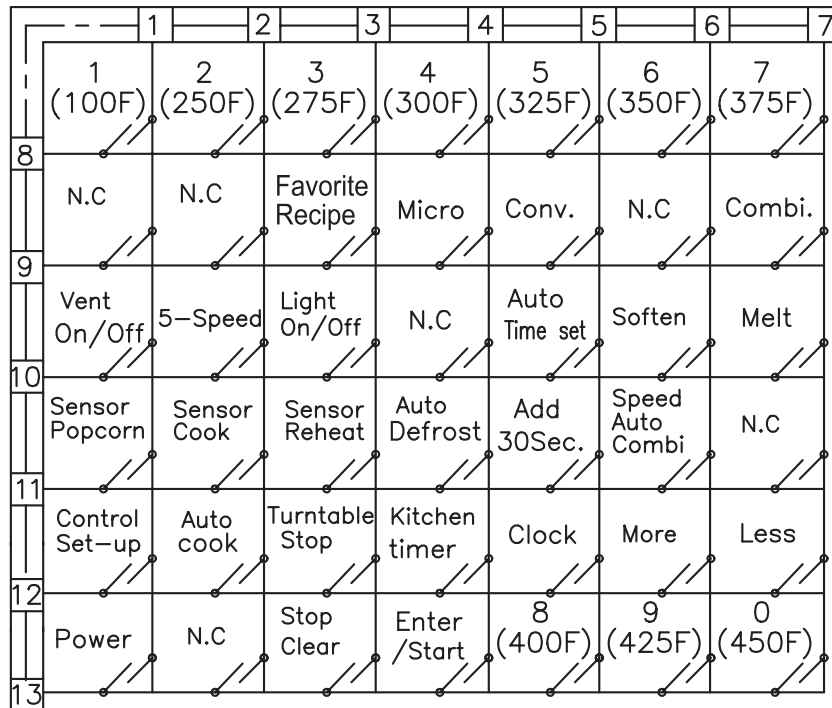 1 2 3 4 5 6 7
1 2 3 4 5 6 7
(100F) (250F) (275F) (300F) (325F) (350F) (375F)
8
N.C N.C Favorite Micro Conv. N.C Combi.
Recipe
9
Vent 5-Speed Light N.C Auto Soften Melt
On/Off On/Off Time set
10
Sensor Sensor Sensor Auto Add Speed N.C
Popcorn Cook Reheat Defrost 30Sec. Auto
Combi
11
Control Auto Turntable Kitchen Clock More Less
Set-up cook Stop timer
12
Power N.C Stop Enter 8 9 0
Clear /Start (400F) (425F) (450F)
13